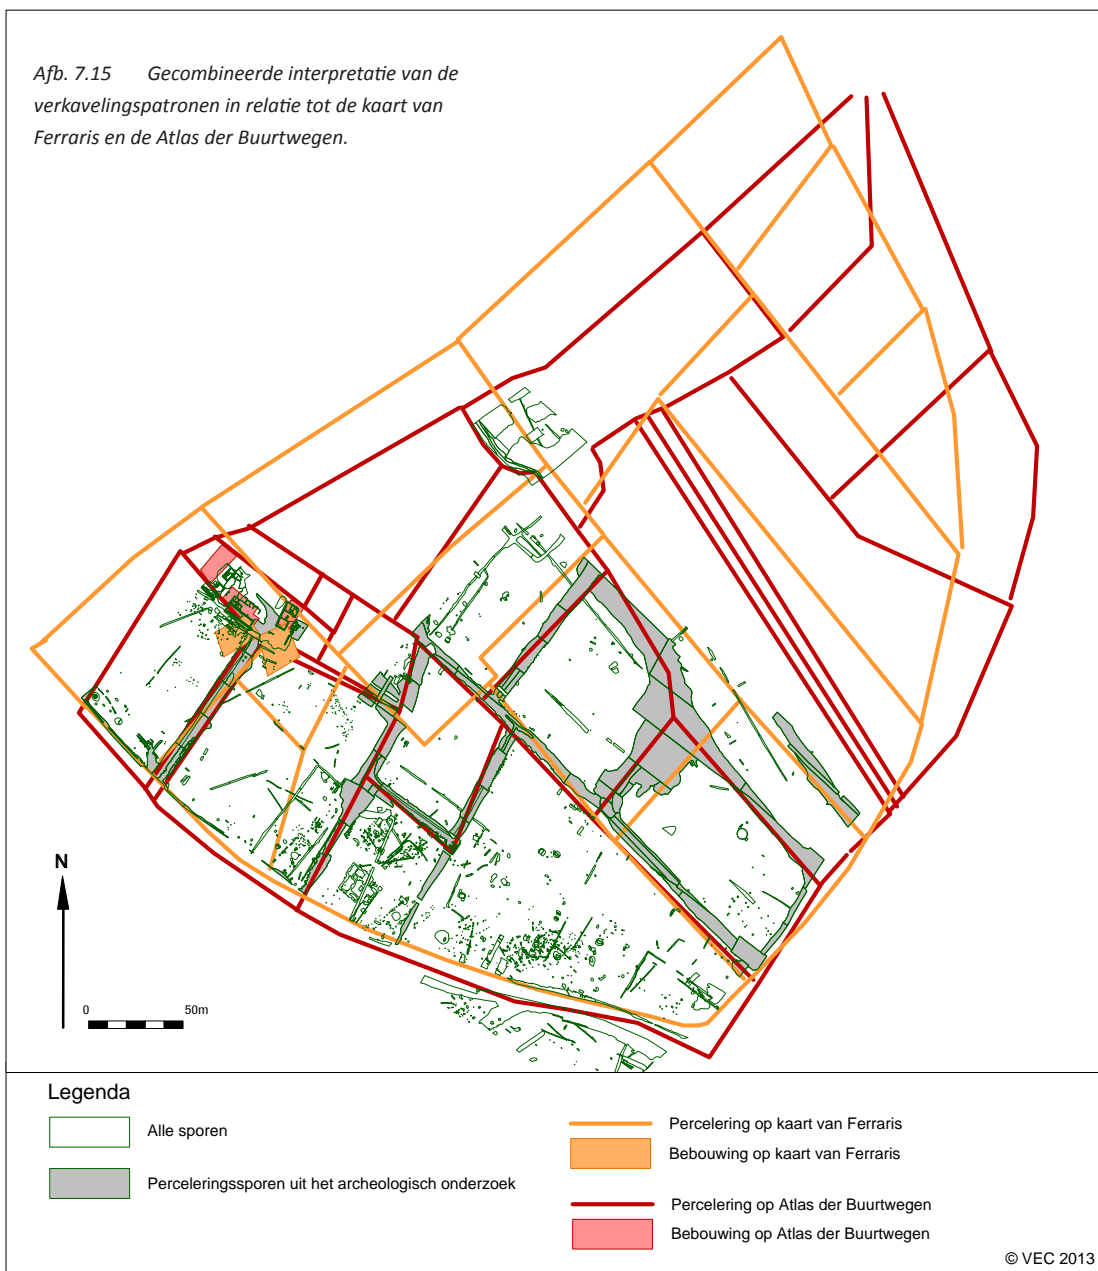 Afb. 7.15 Gecombineerde interpretatie van de
verkavelingspatronen in relatie tot de kaart van
Ferraris en de Atlas der Buurtwegen.
N
0 50m
Legenda
Alle sporen
Perceleringssporen uit het archeologisch onderzoek
Percelering op kaart van Ferraris
Bebouwing op kaart van Ferraris
Percelering op Atlas der Buurtwegen
Bebouwing op Atlas der Buurtwegen
© VEC 2013